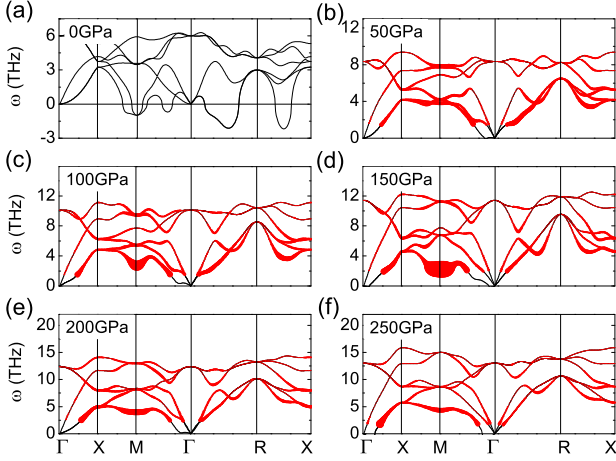 (a) (b)
0GPa 50GPa
ω (THz)
6
3
0
-3
12
8
4
0
(c) (d)
100GPa 150GPa
ω (THz)
12
8
4
0
12
8
4
0
(e) (f)
200GPa 250GPa
ω (THz)
20
15
10
5
0
20
15
10
5
0
Γ X M Γ R X Γ X M Γ R X